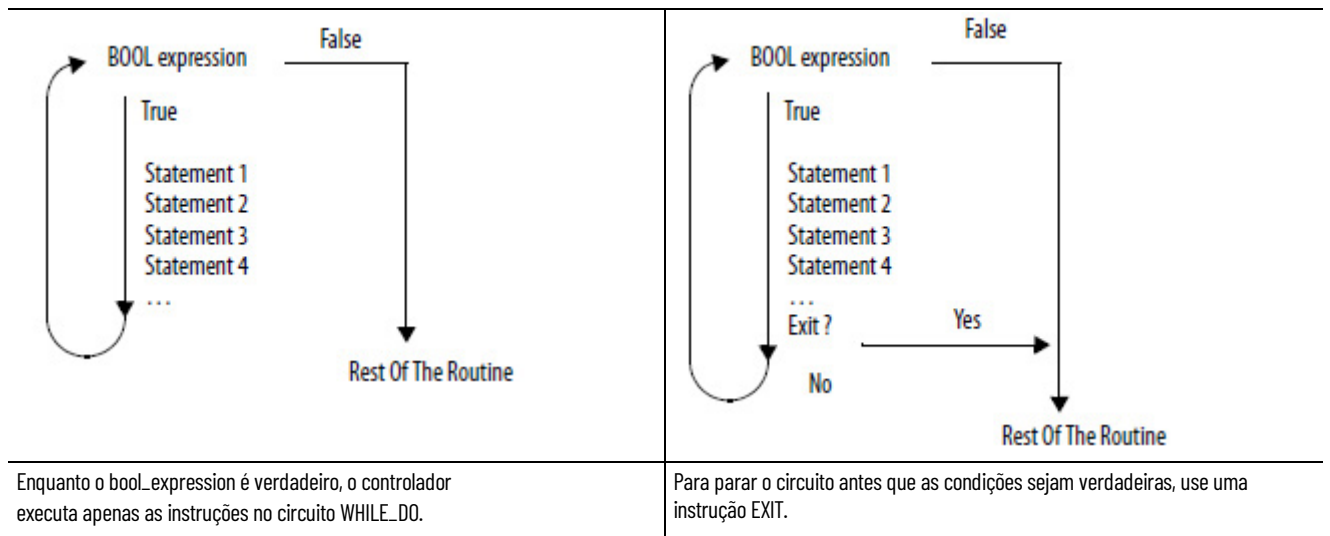 False
BOOL expression
True
Statement 1
Statement 2
Statement 3
Statement 4
...
Rest Of The Routine
False
BOOL expression
True
Statement 1
Statement 2
Statement 3
Statement 4
...
Exit ?
Yes
No
Rest Of The Routine
Enquanto o bool_expression é verdadeiro, o controlador
executa apenas as instruções no circuito WHILE_DO.
Para parar o circuito antes que as condições sejam verdadeiras, use uma
instrução EXIT.